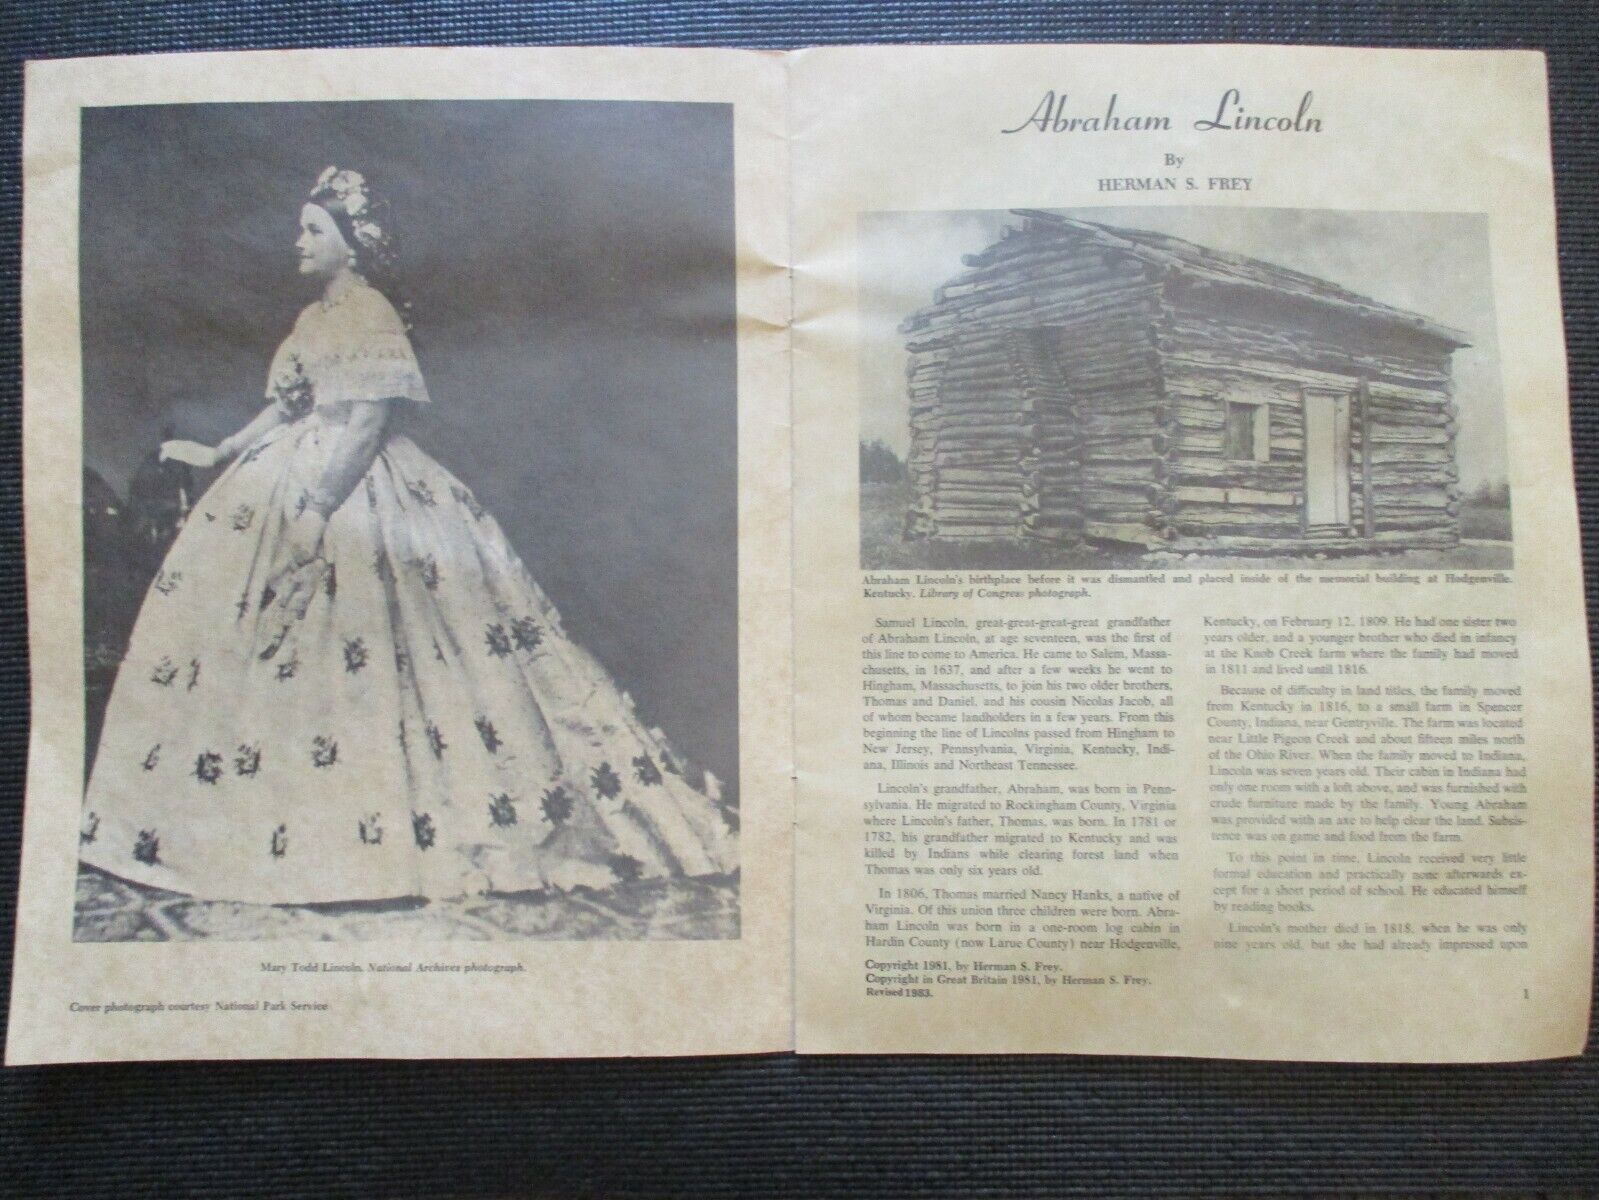 Mary Todd Lincoln. National Archives photograph.
Cover photograph courtesy National Park Service
Abraham Lincoln
By
HERMAN S. FREY
Abraham Lincoln's birthplace before it was dismantled and placed inside of the memorial building at Hodgenville,
Kentucky. Library of Congress photograph.
Samuel Lincoln, great-great-great-great grandfather
of Abraham Lincoln, at age seventeen, was the first of
this line to come to America. He came to Salem, Massa-
chusetts, in 1637, and after a few weeks he went to
Hingham, Massachusetts, to join his two older brothers,
Thomas and Daniel, and his cousin Nicolas Jacob, all
of whom became landholders in a few years. From this
beginning the line of Lincolns passed from Hingham to
New Jersey, Pennsylvania, Virginia, Kentucky, Indi-
ana, Illinois and Northeast Tennessee.
Lincoln's grandfather, Abraham, was born in Penn-
sylvania. He migrated to Rockingham County, Virginia
where Lincoln's father, Thomas, was born. In 1781 or
1782, his grandfather migrated to Kentucky and was
killed by Indians while clearing forest land when
Thomas was only six years old.
In 1806, Thomas married Nancy Hanks, a native of
Virginia. Of this union three children were born. Abra-
ham Lincoln was born in a one-room log cabin in
Hardin County (now Larue County) near Hodgenville,
Copyright 1981, by Herman S. Frey.
Copyright in Great Britain 1981, by Herman S. Frey.
Revised 1983.
Kentucky, on February 12, 1809. He had one sister two
years older, and a younger brother who died in infancy
at the Knob Creek farm where the family had moved
in 1811 and lived until 1816.
Because of difficulty in land titles, the family moved
from Kentucky in 1816, to a small farm in Spencer
County, Indiana, near Gentryville. The farm was located
near Little Pigeon Creek and about fifteen miles north
of the Ohio River. When the family moved to Indiana,
Lincoln was seven years old. Their cabin in Indiana had
only one room with a loft above, and was furnished with
crude furniture made by the family. Young Abraham
was provided with an axe to help clear the land. Subsis-
tence was on game and food from the farm.
To this point in time, Lincoln received very little
formal education and practically none afterwards ex-
cept for a short period of school. He educated himself
by reading books.
Lincoln's mother died in 1818, when he was only
nine years old, but she had already impressed upon
1